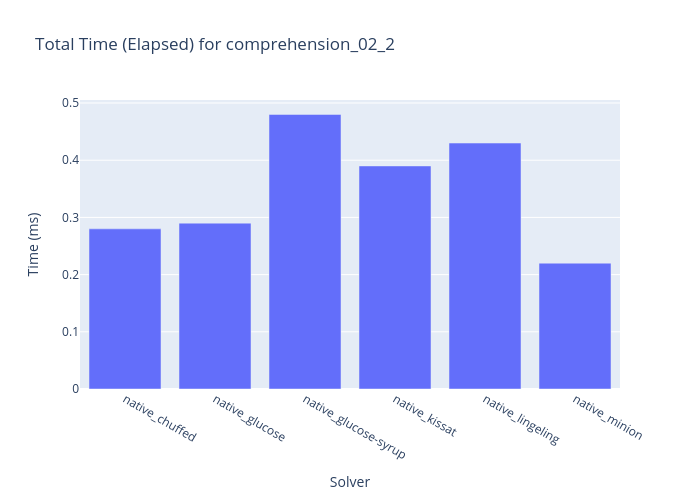 Total Time (Elapsed) for comprehension_02_2
0.5
0.4
0.3
0.2
0.1
0
Time (ms)
native_chuffed
native_glucose
native_glucose-syrup
native_kissat
native_lingeling
native_minion
Solver